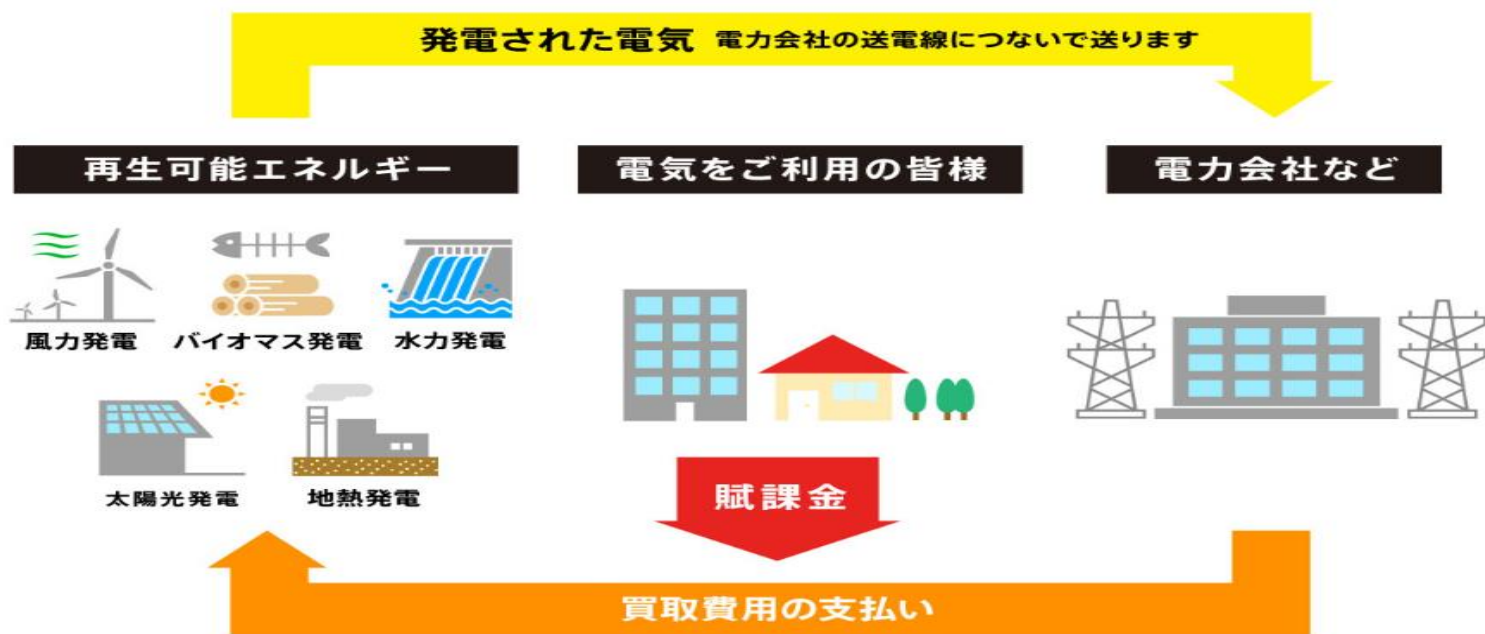 発電された電気 電力会社の送電線につないで送ります
再生可能エネルギー
電気をご利用の皆様
電力会社など
風力発電
バイオマス発電
水力発電
太陽光発電
地熱発電
賦課金
買取費用の支払い